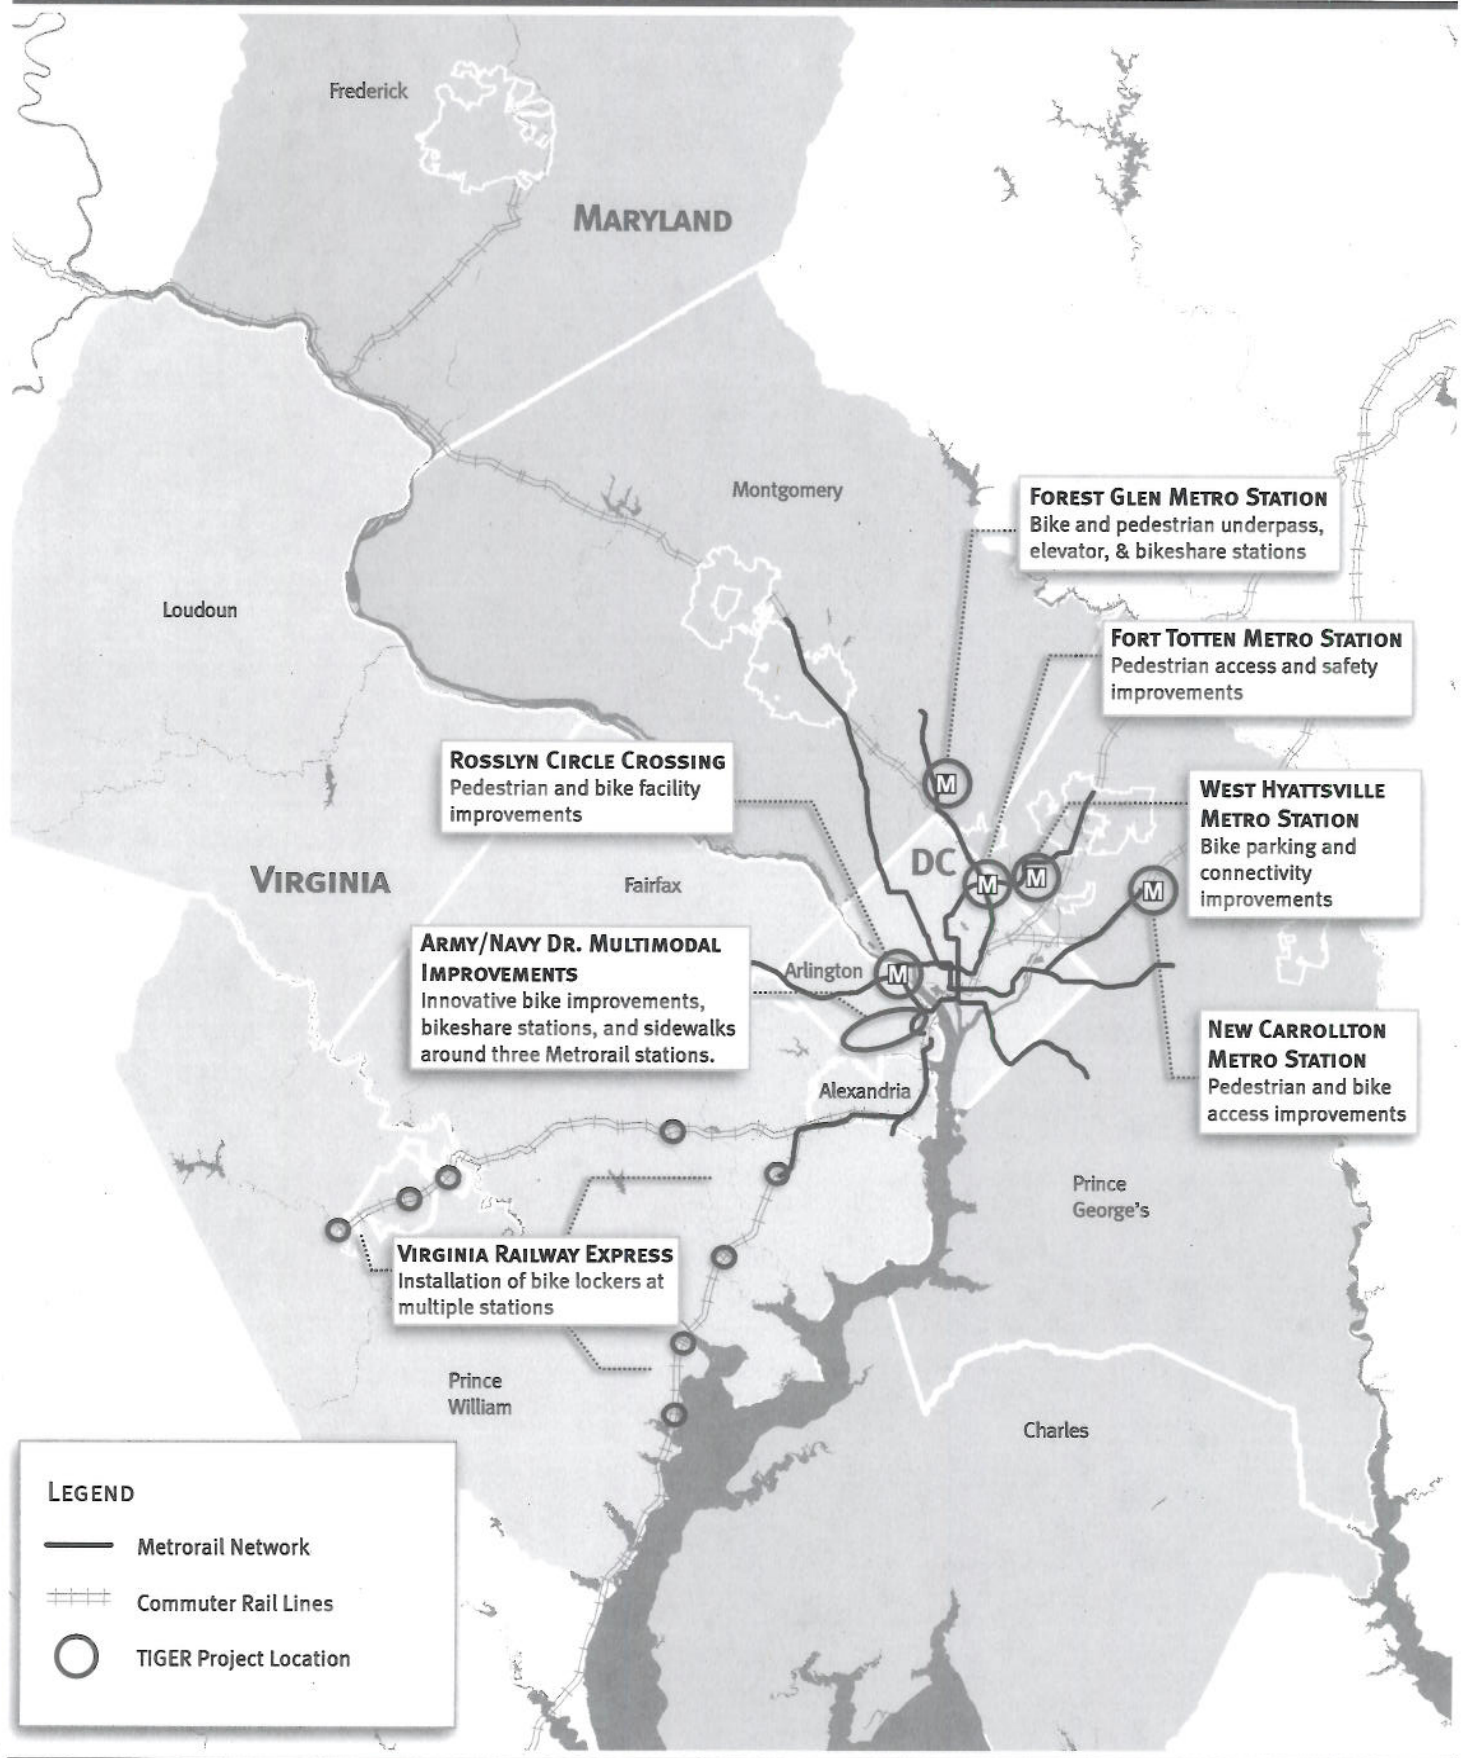 Frederick
MARYLAND
Montgomery
FOREST GLEN METRO STATION
Bike and pedestrian underpass,
elevator, & bikeshare stations
Loudoun
FORT TOTTEN METRO STATION
Pedestrian access and safety
improvements
ROSSLYN CIRCLE CROSSING
Pedestrian and bike facility
improvements
M
WEST HYATTSVILLE
METRO STATION
Bike parking and
connectivity
improvements
DC
M
M
M
VIRGINIA
Fairfax
ARMY/NAVY DR. MULTIMODAL
IMPROVEMENTS
Innovative bike improvements,
bikeshare stations, and sidewalks
around three Metrorail stations.
Arlington
M
NEW CARROLLTON
METRO STATION
Pedestrian and bike
access improvements
Alexandria
Prince
George's
VIRGINIA RAILWAY EXPRESS
Installation of bike lockers at
multiple stations
Prince
William
Charles
LEGEND
Metrorail Network
Commuter Rail Lines
TIGER Project Location